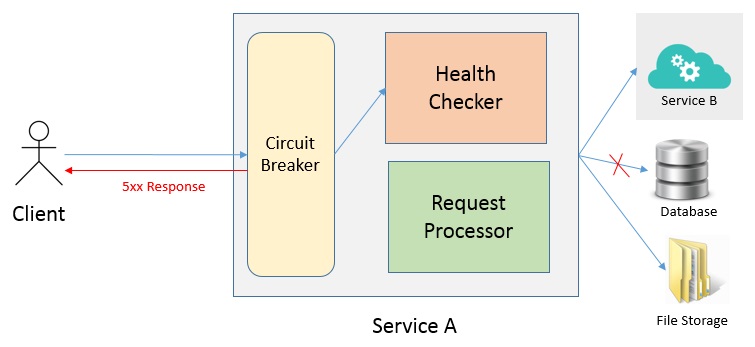 Client
5xx Response
Circuit
Breaker
Health
Checker
Request
Processor
Service A
Service B
Database
File Storage